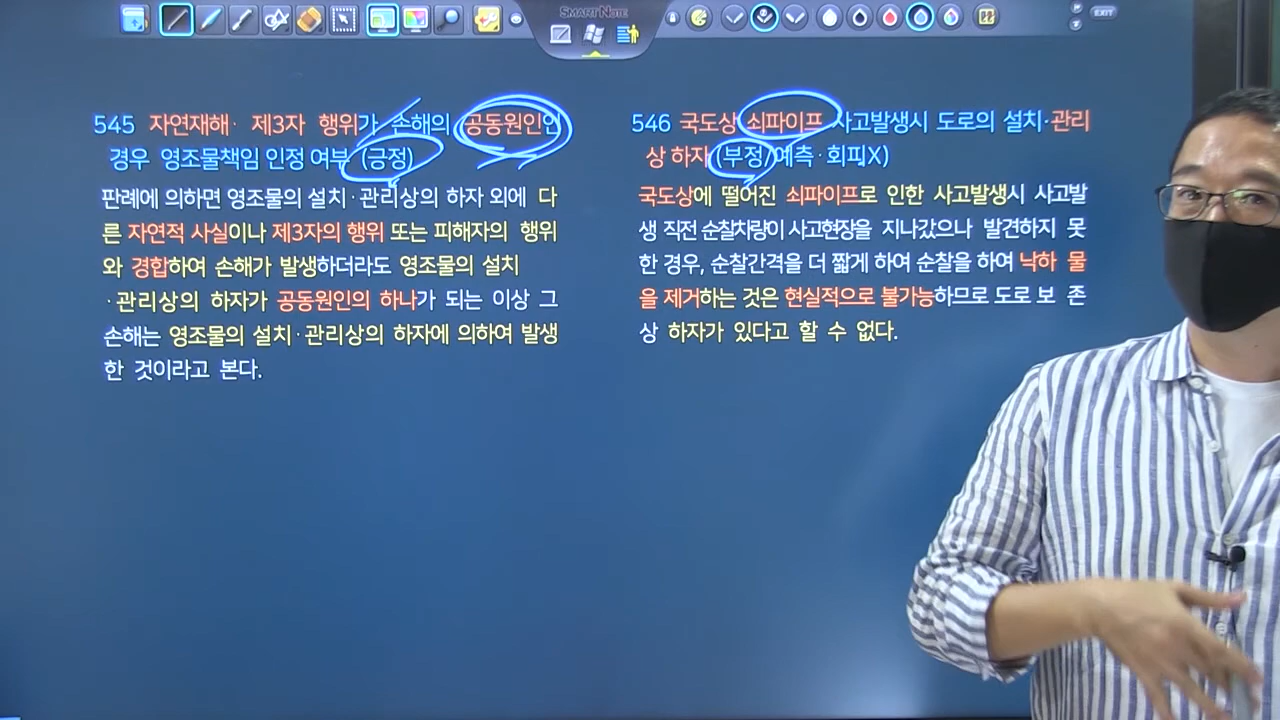 SMART NOTE
EXIT
545 자연재해· 제3자 행위가 손해의 공동원인인
경우 영조물책임 인정 여부 (긍정)
판례에 의하면 영조물의 설치·관리상의 하자 외에 다
른 자연적 사실이나 제3자의 행위 또는 피해자의 행위
와 경합하여 손해가 발생하더라도 영조물의 설치
·관리상의 하자가 공동원인의 하나가 되는 이상 그
손해는 영조물의 설치·관리상의 하자에 의하여 발생
한 것이라고 본다.
546 국도상 쇠파이프 사고발생시 도로의 설치·관리
상 하자 (부정/예측·회피X)
국도상에 떨어진 쇠파이프로 인한 사고발생시 사고발
생 직전 순찰차량이 사고현장을 지나갔으나 발견하지 못
한 경우, 순찰간격을 더 짧게 하여 순찰을 하여 낙하 물
을 제거하는 것은 현실적으로 불가능하므로 도로 보 존
상 하자가 있다고 할 수 없다.